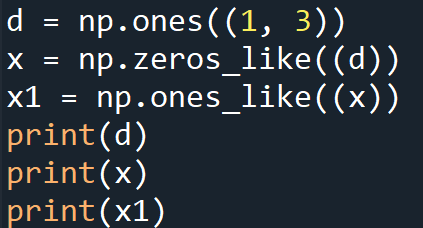 d = np.ones((1, 3))
x = np.zeros_like((d))
x1 = np.ones_like((x))
print(d)
print(x)
print(x1)